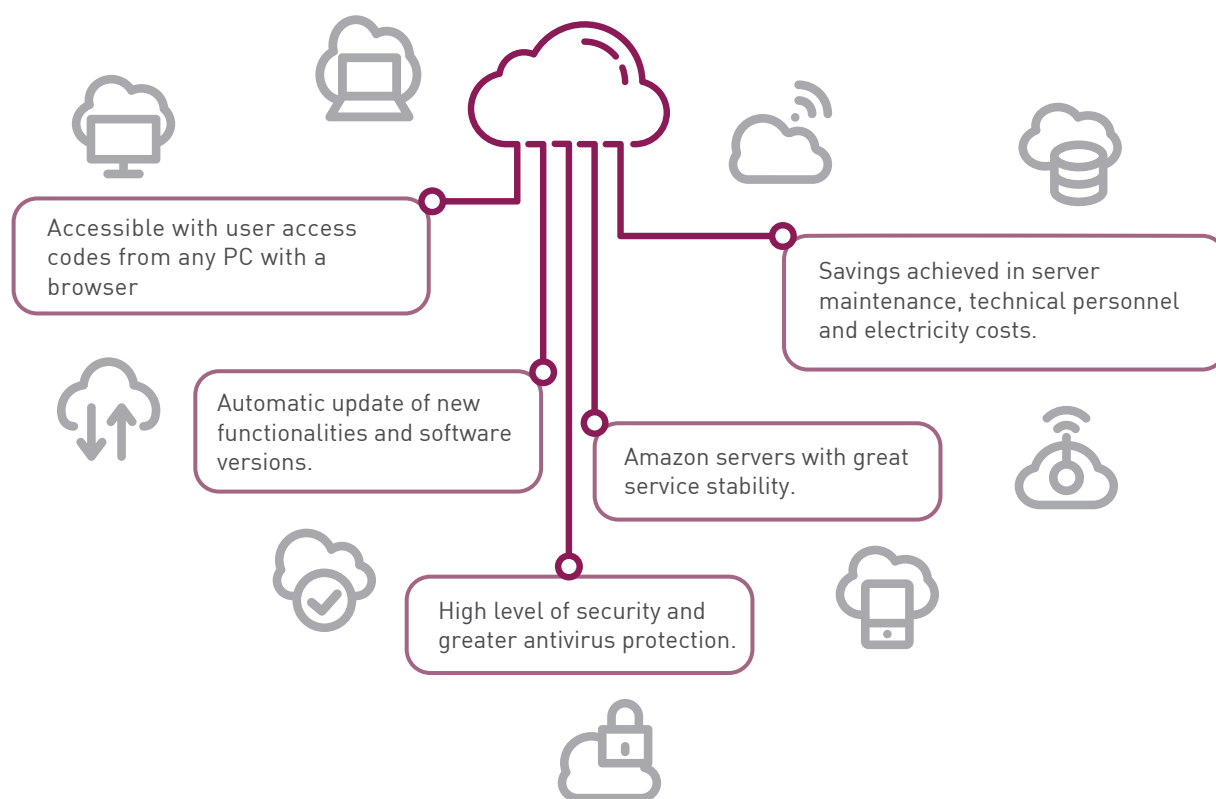 Accessible with user access
codes from any PC with a
browser
Savings achieved in server
maintenance, technical personnel
and electricity costs.
Automatic update of new
functionalities and software
versions.
Amazon servers with great
service stability.
High level of security and
greater antivirus protection.